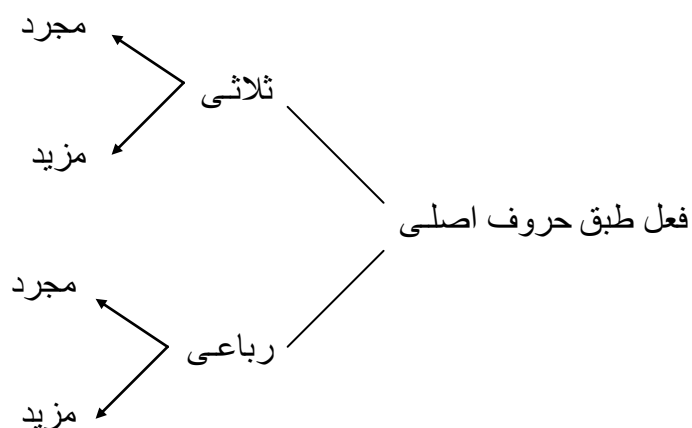 فعل طبق حروف اصلی
ثلاثی
مجرد
مزید
رباعی
مجرد
مزید